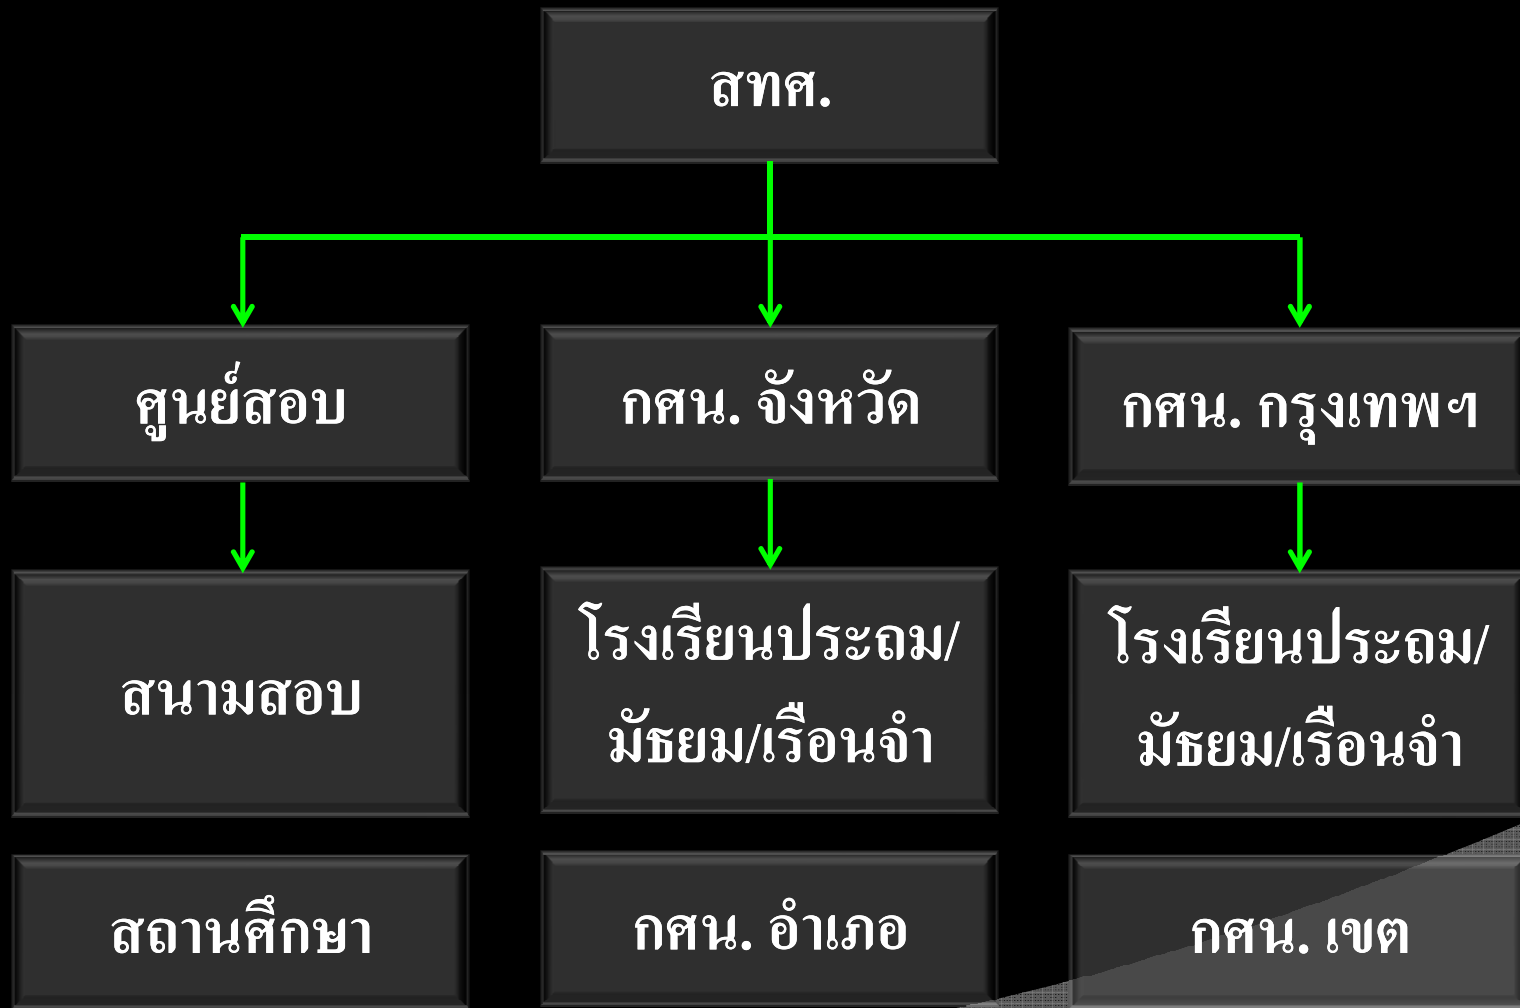 สทศ.
ศูนย์สอบ
กศน. จังหวัด
กศน. กรุงเทพฯ
สนามสอบ
โรงเรียนประถม/
มัธยม/เรือนจำ
โรงเรียนประถม/
มัธยม/เรือนจำ
สถานศึกษา
กศน. อำเภอ
กศน. เขต